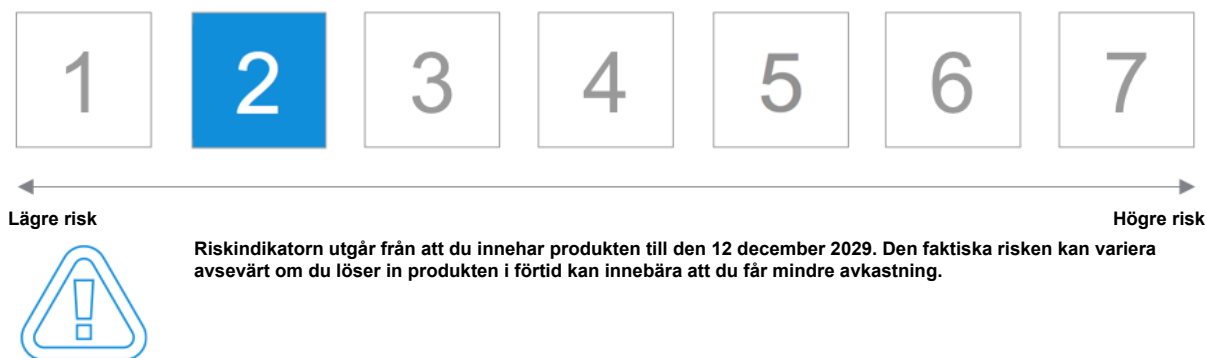 1 2 3 4 5 6 7
Lägre risk Högre risk
Riskindikatorn utgår från att du innehar produkten till den 12 december 2029. Den faktiska risken kan variera
avsevärt om du löser in produkten i förtid kan innebära att du får mindre avkastning.